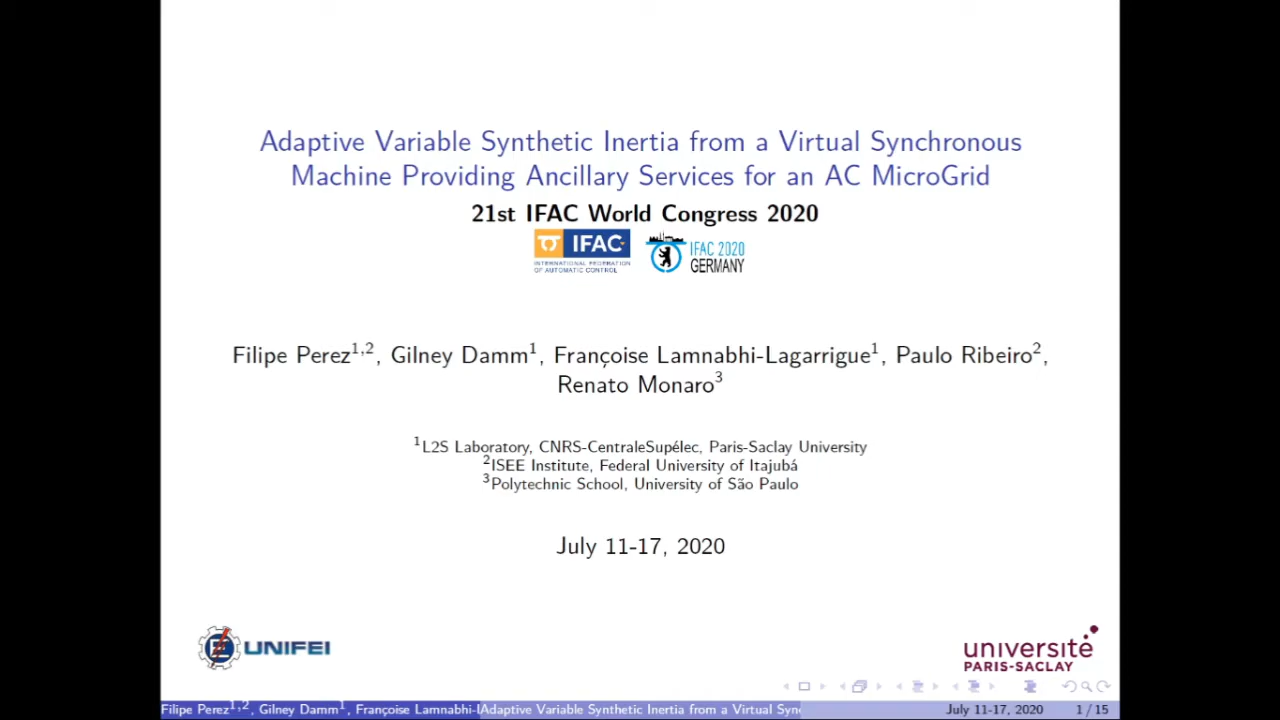 Adaptive Variable Synthetic Inertia from a Virtual Synchronous
Machine Providing Ancillary Services for an AC MicroGrid
21st IFAC World Congress 2020
IFAC
INTERNATIONAL FEDERATION
OF AUTOMATIC CONTROL
IFAC 2020
GERMANY
Filipe Perez¹,², Gilney Damm¹, Françoise Lamnabhi-Lagarrigue¹, Paulo Ribeiro²,
Renato Monaro³
¹L2S Laboratory, CNRS-CentraleSupélec, Paris-Saclay University
²ISEE Institute, Federal University of Itajubá
³Polytechnic School, University of São Paulo
July 11-17, 2020
UNIFEI
université
PARIS-SACLAY
Filipe Perez¹,², Gilney Damm¹, Françoise Lamnabhi-L Adaptive Variable Synthetic Inertia from a Virtual Syn July 11-17, 2020 1 / 15